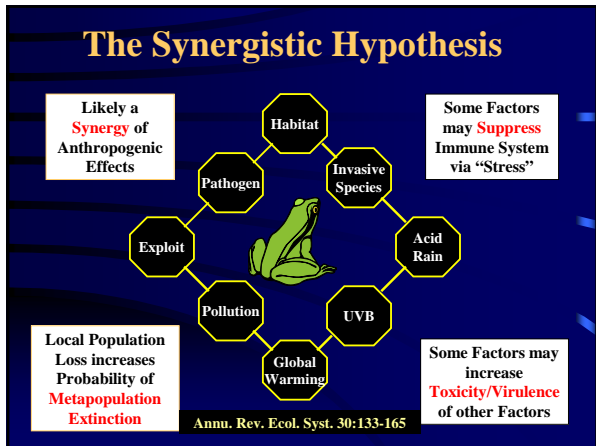 The Synergistic Hypothesis
Likely a
Synergy of
Anthropogenic
Effects
Some Factors
may Suppress
Immune System
via “Stress”
Habitat
Pathogen
Invasive
Species
Exploit
Acid
Rain
Pollution
UVB
Global
Warming
Local Population
Loss increases
Probability of
Metapopulation
Extinction
Some Factors may
increase
Toxicity/Virulence
of other Factors
Annu. Rev. Ecol. Syst. 30:133-165